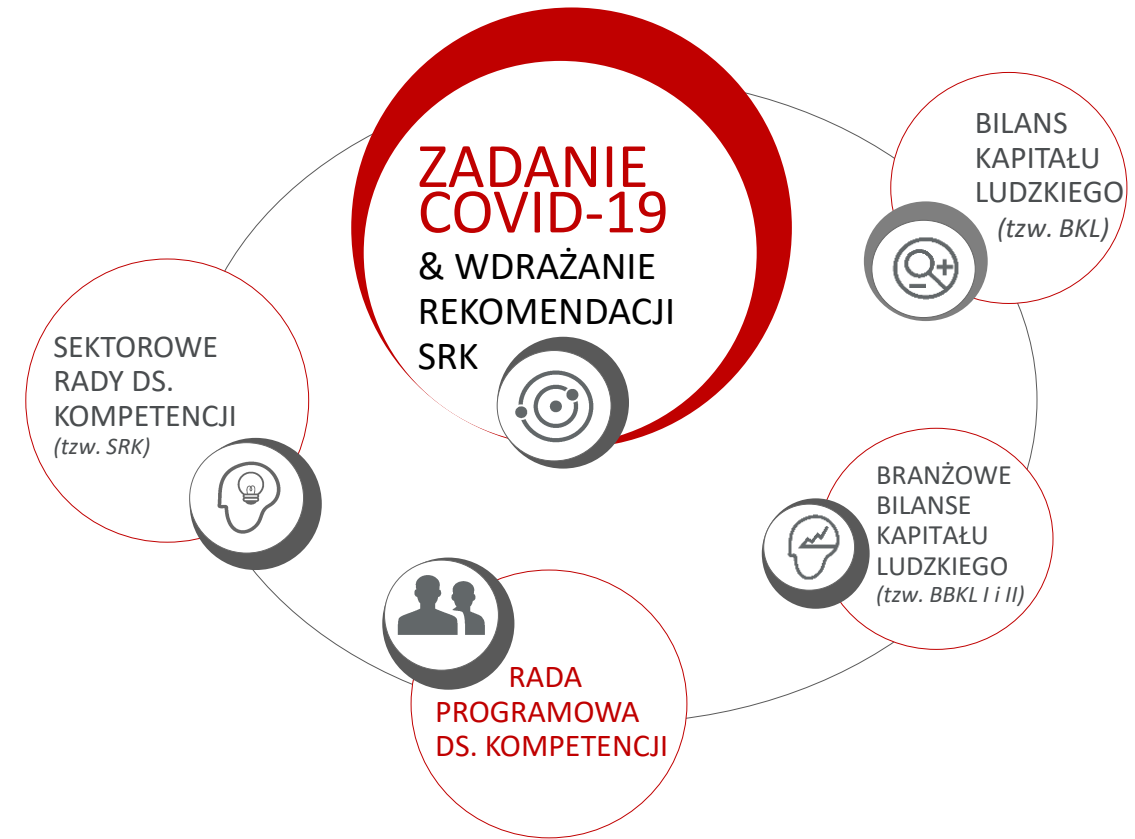 ZADANIE
COVID-19
& WDRAŻANIE
REKOMENDACJI
SRK
BILANS
KAPITAŁU
LUDZKIEGO
(tzw. BKL)
SEKTOROWE
RADY DS.
KOMPETENCJI
(tzw. SRK)
BRANŻOWE
BILANSE
KAPITAŁU
LUDZKIEGO
(tzw. BBKL I i II)
RADA
PROGRAMOWA
DS. KOMPETENCJI